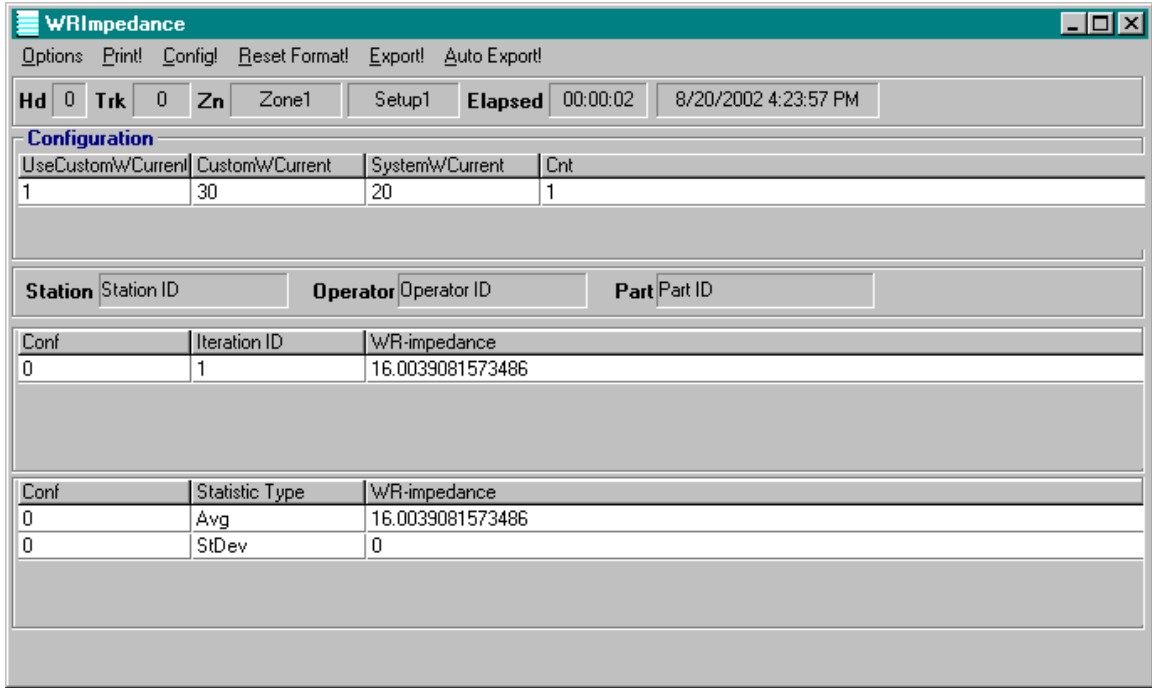 WRImpedance
Options Print! Config! Reset Format! Export! Auto Export!
Hd 0 Trk 0 Zn Zone1 Setup1 Elapsed 00:00:02 8/20/2002 4:23:57 PM
Configuration
UseCustomWCurrent CustomWCurrent SystemWCurrent Cnt
1 30 20 1
Station Station ID Operator Operator ID Part Part ID
Conf Iteration ID WR-impedance
0 1 16.0039081573486
Conf Statistic Type WR-impedance
0 Avg 16.0039081573486
0 StDev 0